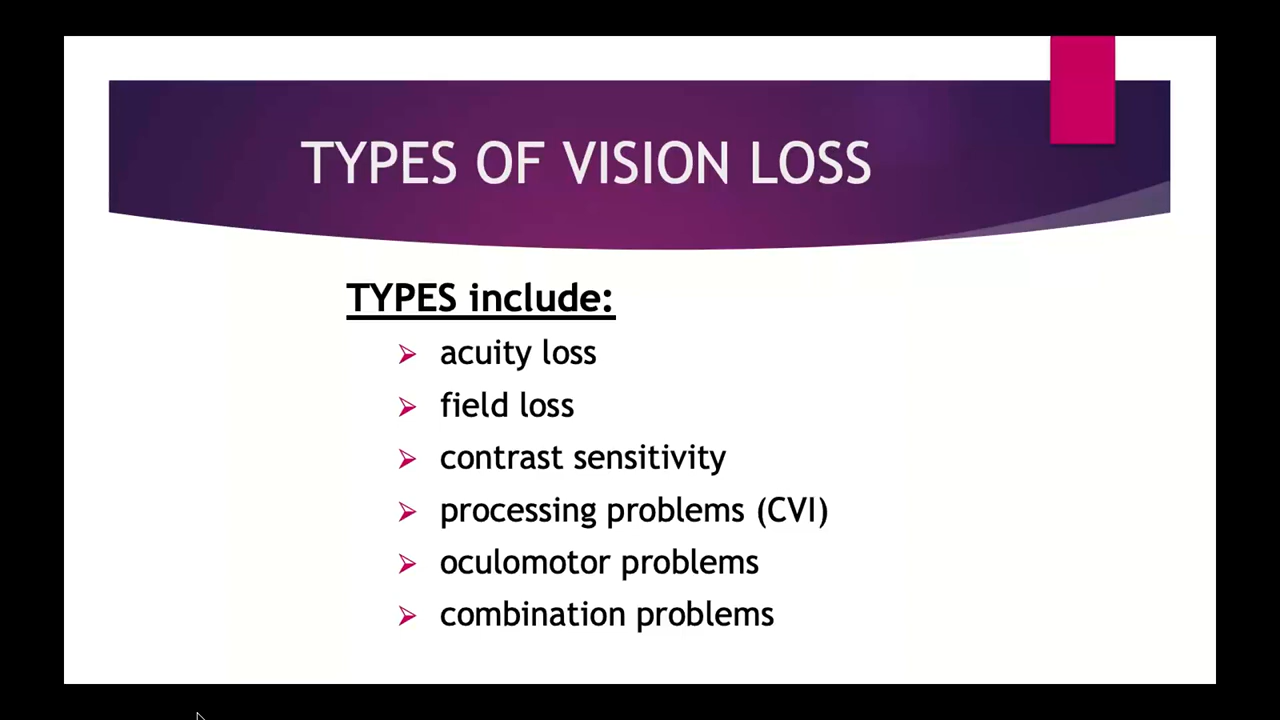 TYPES OF VISION LOSS
TYPES include:
acuity loss
field loss
contrast sensitivity
processing problems (CVI)
oculomotor problems
combination problems